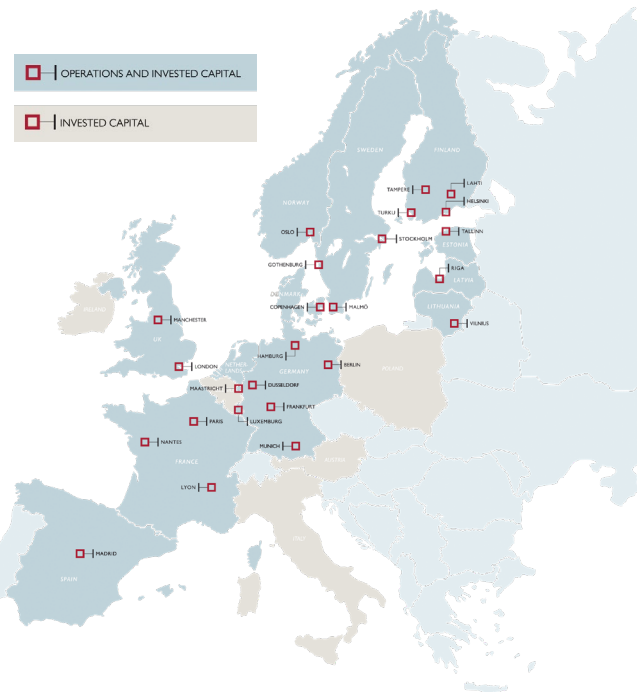 OPERATIONS AND INVESTED CAPITAL
INVESTED CAPITAL
SWEDEN
FINLAND
LAHTI
TAMPERE
HELSINKI
NORWAY
TURKU
OSLO
STOCKHOLM
TALLINN
ESTONIA
GOTHENBURG
RIGA
LATVIA
DENMARK
COPENHAGEN
MALMÖ
LITHUANIA
IRELAND
MANCHESTER
VILNIUS
UK
HAMBURG
LONDON
NETHER-
LANDS
GERMANY
BERLIN
POLAND
MAASTRICHT
DUSSELDORF
FRANKFURT
PARIS
LUXEMBURG
NANTES
MUNICH
FRANCE
AUSTRIA
LYON
ITALY
MADRID
SPAIN